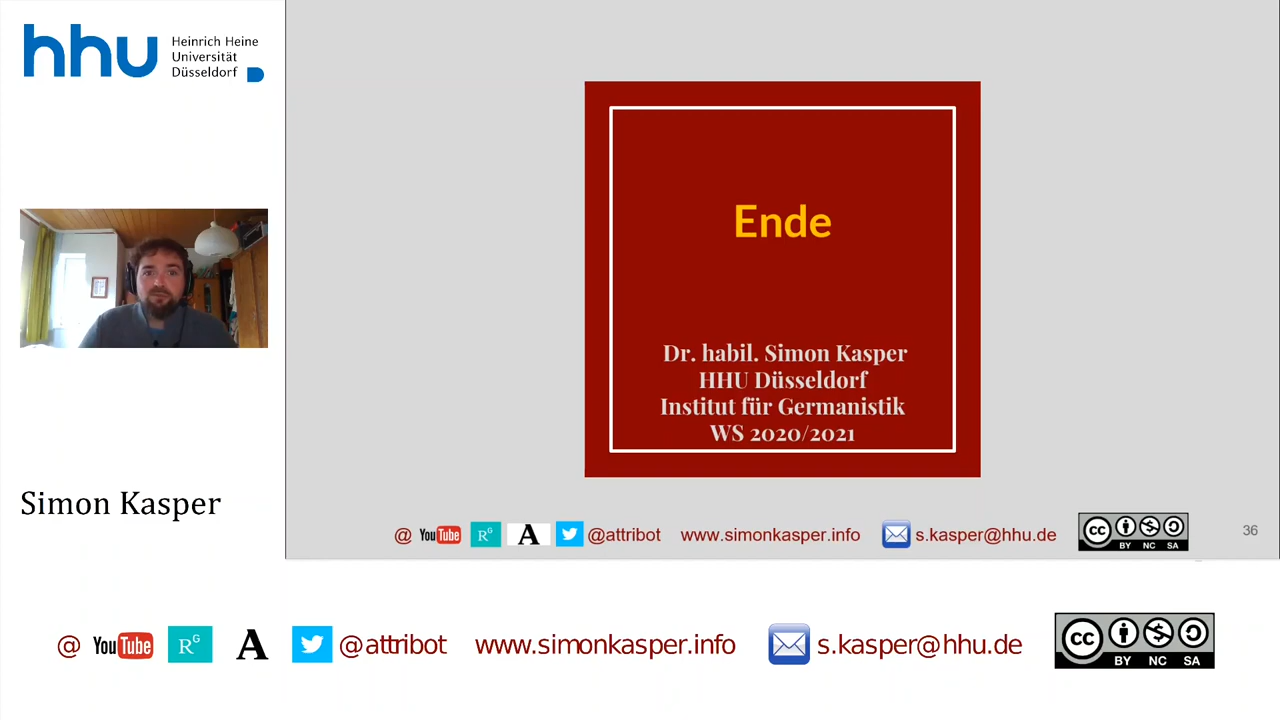 hhu Heinrich Heine
Universität
Düsseldorf
Simon Kasper
Ende
Dr. habil. Simon Kasper
HHU Düsseldorf
Institut für Germanistik
WS 2020/2021
@ YouTube RG A @attribot www.simonkasper.info s.kasper@hhu.de cc BY NC SA
36
@ YouTube RG A @attribot www.simonkasper.info s.kasper@hhu.de cc BY NC SA